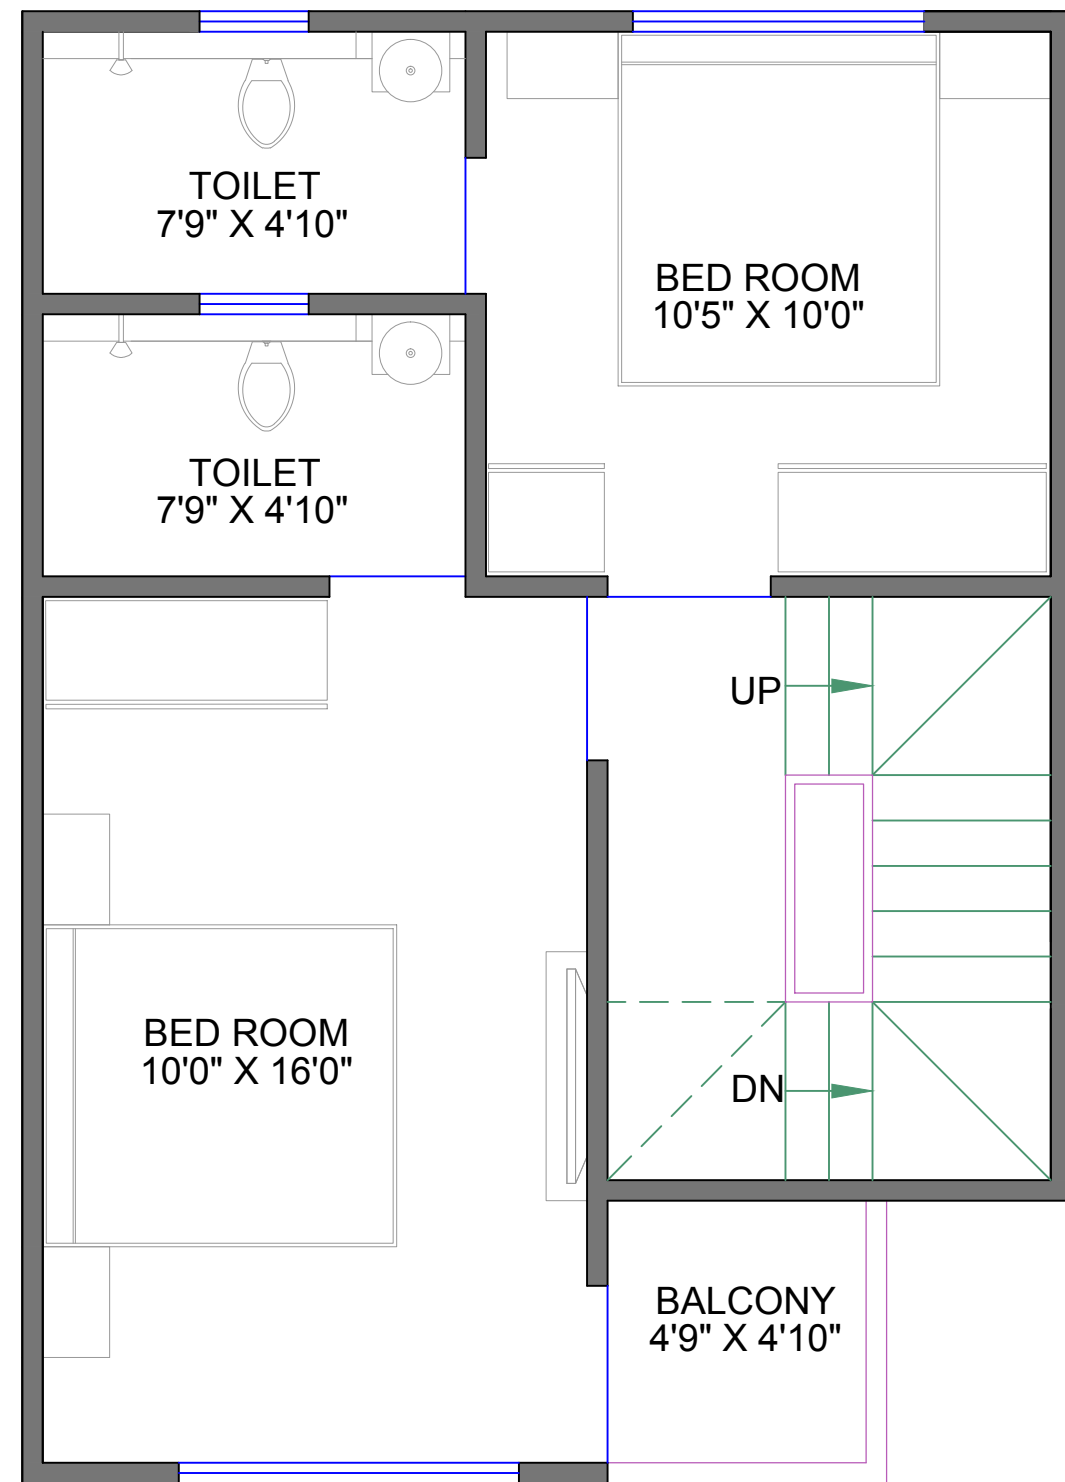 TOILET
7'9" X 4'10"
BED ROOM
10'5" X 10'0"
TOILET
7'9" X 4'10"
UP
BED ROOM
10'0" X 16'0"
DN
BALCONY
4'9" X 4'10"